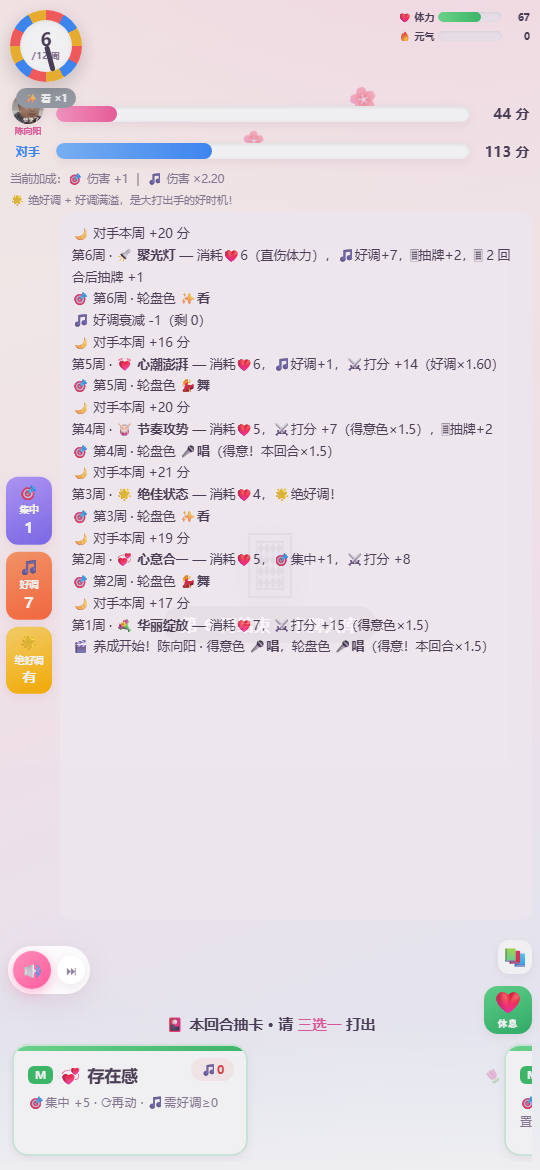 6
/12周
体力 67
元气 0
看 ×1
陈向阳
44 分
对手
113 分
当前加成： 伤害 +1 | 伤害 ×2.20
绝好调 + 好调满溢，是大打出手的好时机！
对手本周 +20 分
第6周 · 聚光灯 — 消耗6（直伤体力），好调+7，抽牌+2，2 回
合后抽牌 +1
第6周 · 轮盘色 看
好调衰减 -1（剩 0）
对手本周 +16 分
第5周 · 心潮澎湃 — 消耗6，好调+1，打分 +14（好调×1.60）
第5周 · 轮盘色 舞
对手本周 +20 分
第4周 · 节奏攻势 — 消耗5，打分 +7（得意色×1.5），抽牌+2
第4周 · 轮盘色 唱（得意！本回合×1.5）
对手本周 +21 分
第3周 · 绝佳状态 — 消耗4，绝好调！
第3周 · 轮盘色 看
对手本周 +19 分
第2周 · 心意合一 — 消耗5，集中+1，打分 +8
第2周 · 轮盘色 舞
对手本周 +17 分
第1周 · 华丽绽放 — 消耗7，打分 +15（得意色×1.5）
养成开始！陈向阳 · 得意色 唱，轮盘色 唱（得意！本回合×1.5）
集中
1
好调
7
绝好调
有
休息
本回合抽卡 • 请 三选一 打出
M 存在感 0
集中 +5 · 再动 · 需好调≥0
置